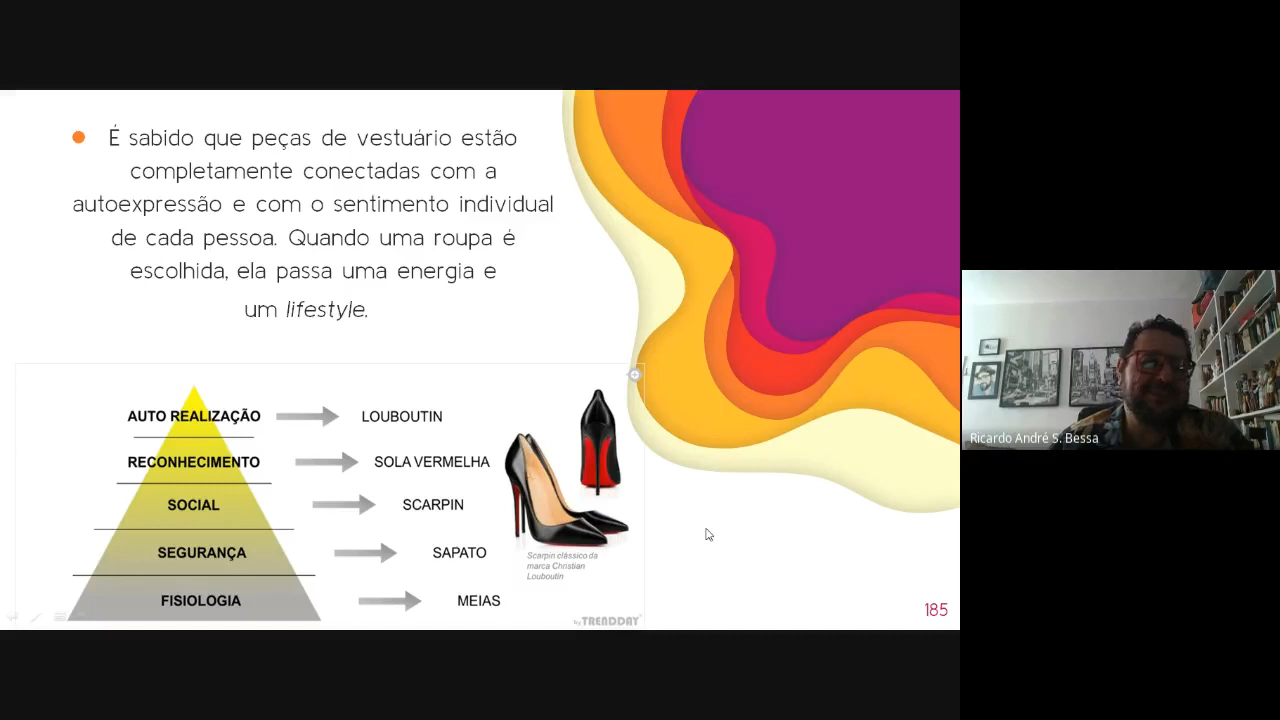 É sabido que peças de vestuário estão
completamente conectadas com a
autoexpressão e com o sentimento individual
de cada pessoa. Quando uma roupa é
escolhida, ela passa uma energia e
um lifestyle.
AUTO REALIZAÇÃO LOUBOUTIN
RECONHECIMENTO SOLA VERMELHA
SOCIAL SCARPIN
SEGURANÇA SAPATO
FISIOLOGIA MEIAS
Scarpin clássico da
marca Christian
Louboutin
by TRENDDAY
185
Ricardo André S. Bessa